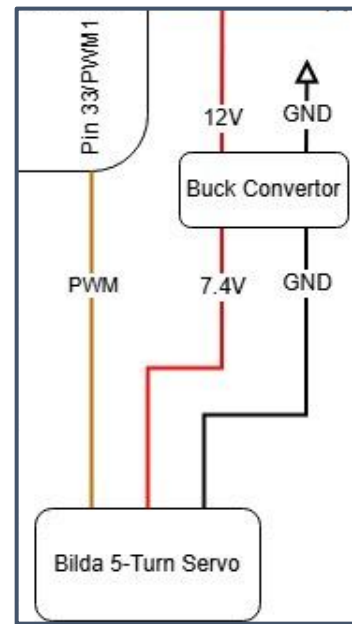 Pin 33/PWM1
12V
GND
Buck Convertor
PWM
7.4V
GND
Bilda 5-Turn Servo